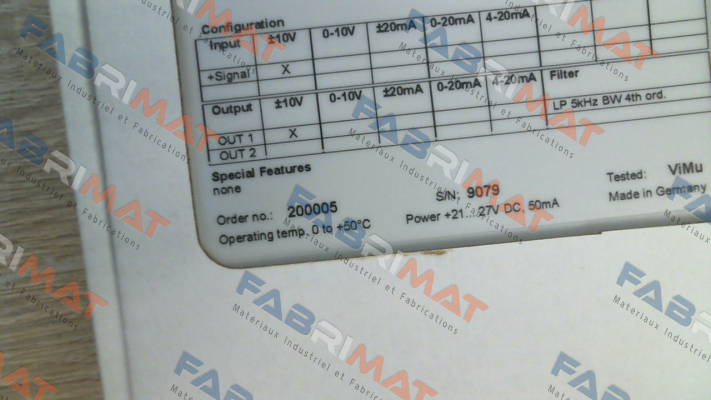 Configuration
Input ±10V 0-10V ±20mA 0-20mA 4-20mA
+Signal X
Output ±10V 0-10V ±20mA 0-20mA 4-20mA Filter
OUT 1 X LP 5kHz BW 4th ord.
OUT 2
Special Features
none
Order no.: 200005 S/N: 9079 Tested: ViMu
Operating temp. 0 to +50°C Power +21...27V DC, 50mA Made in Germany
FABRIMAT
Materiaux Industriel et Fabrications